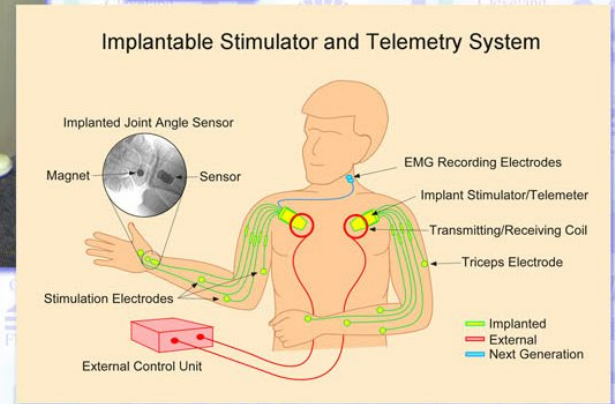 Implantable Stimulator and Telemetry System
Implanted Joint Angle Sensor
Magnet
Sensor
EMG Recording Electrodes
Implant Stimulator/Telemeter
Transmitting/Receiving Coil
Triceps Electrode
Stimulation Electrodes
Implanted
External
Next Generation
External Control Unit